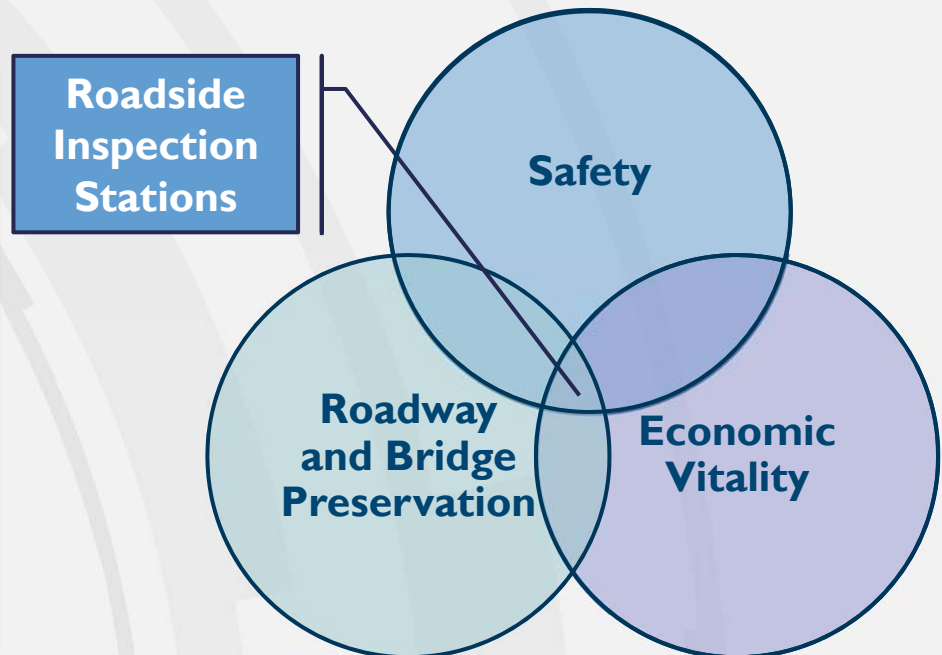 Roadside
Inspection
Stations
Safety
Roadway
and Bridge
Preservation
Economic
Vitality